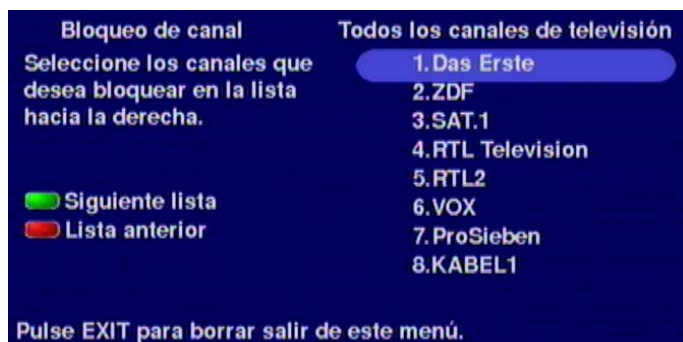 Bloqueo de canal
Seleccione los canales que
desea bloquear en la lista
hacia la derecha.
Siguiente lista
Lista anterior
Todos los canales de televisión
1.Das Erste
2.ZDF
3.SAT.1
4.RTL Television
5.RTL2
6.VOX
7.ProSieben
8.KABEL1
Pulse EXIT para borrar salir de este menú.